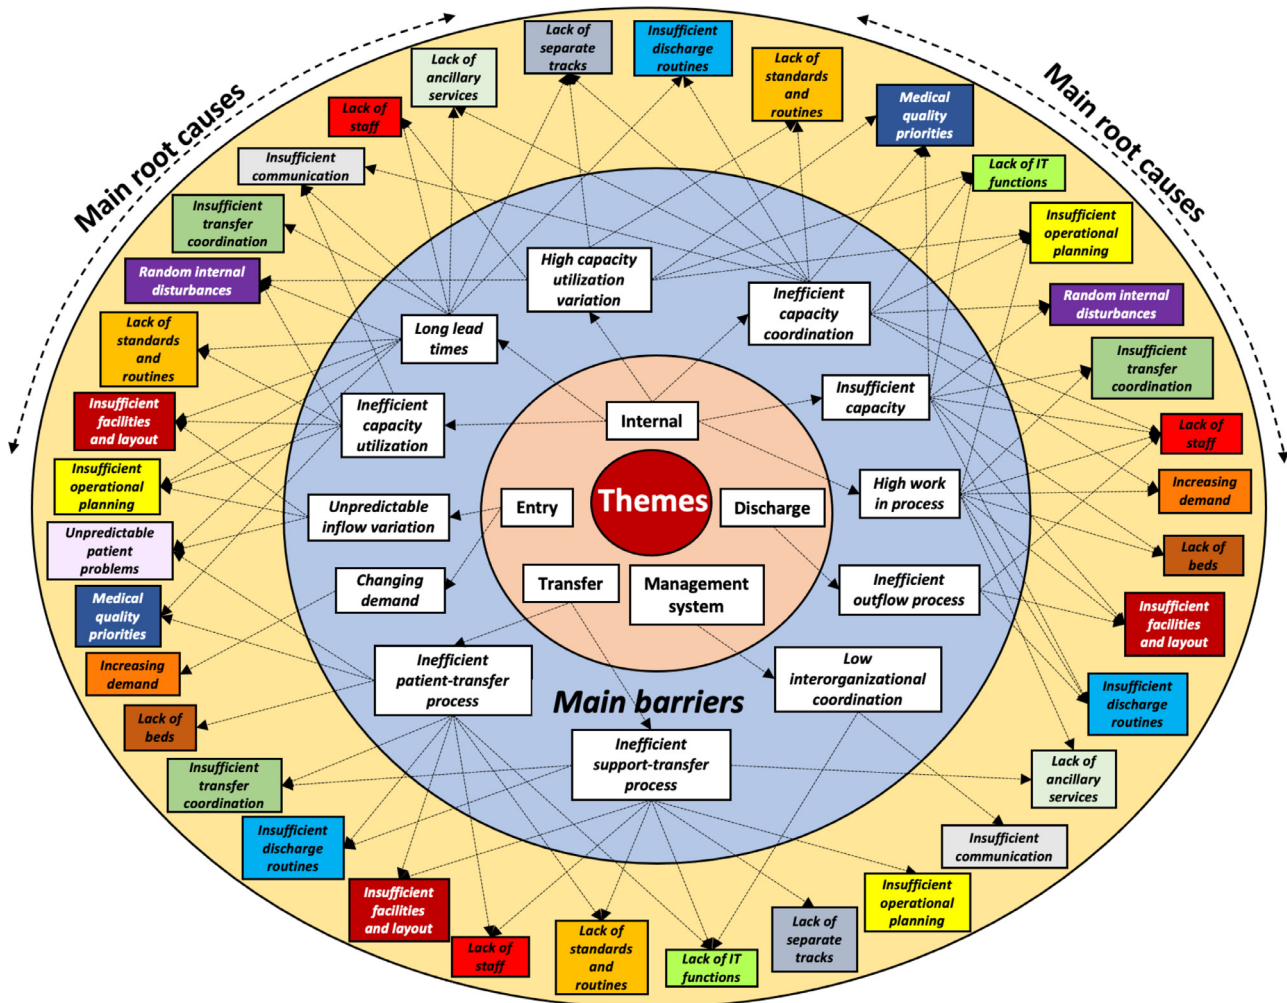 Main root causes
Main root causes
Lack of
separate
tracks
Insufficient
discharge
routines
Lack of
ancillary
services
Lack of
standards
and
routines
Lack of
staff
Medical
quality
priorities
Insufficient
communication
Lack of IT
functions
Insufficient
transfer
coordination
Insufficient
operational
planning
Random internal
disturbances
Random internal
disturbances
Lack of
standards
and
routines
Insufficient
transfer
coordination
Insufficient
facilities
and layout
Lack of
staff
Insufficient
operational
planning
Increasing
demand
Unpredictable
patient
problems
Lack of
beds
Medical
quality
priorities
Insufficient
facilities
and layout
Increasing
demand
Insufficient
discharge
routines
Lack of
beds
Lack of
ancillary
services
Insufficient
transfer
coordination
Insufficient
communication
Insufficient
discharge
routines
Insufficient
operational
planning
Insufficient
facilities
and layout
Lack of
separate
tracks
Lack of
staff
Lack of
standards
and
routines
Lack of IT
functions
High capacity
utilization
variation
Inefficient
capacity
coordination
Long lead
times
Insufficient
capacity
Inefficient
capacity
utilization
High work
in process
Unpredictable
inflow variation
Inefficient
outflow process
Changing
demand
Inefficient
patient-transfer
process
Low
interorganizational
coordination
Main barriers
Inefficient
support-transfer
process
Internal
Themes
Entry
Discharge
Transfer
Management
system